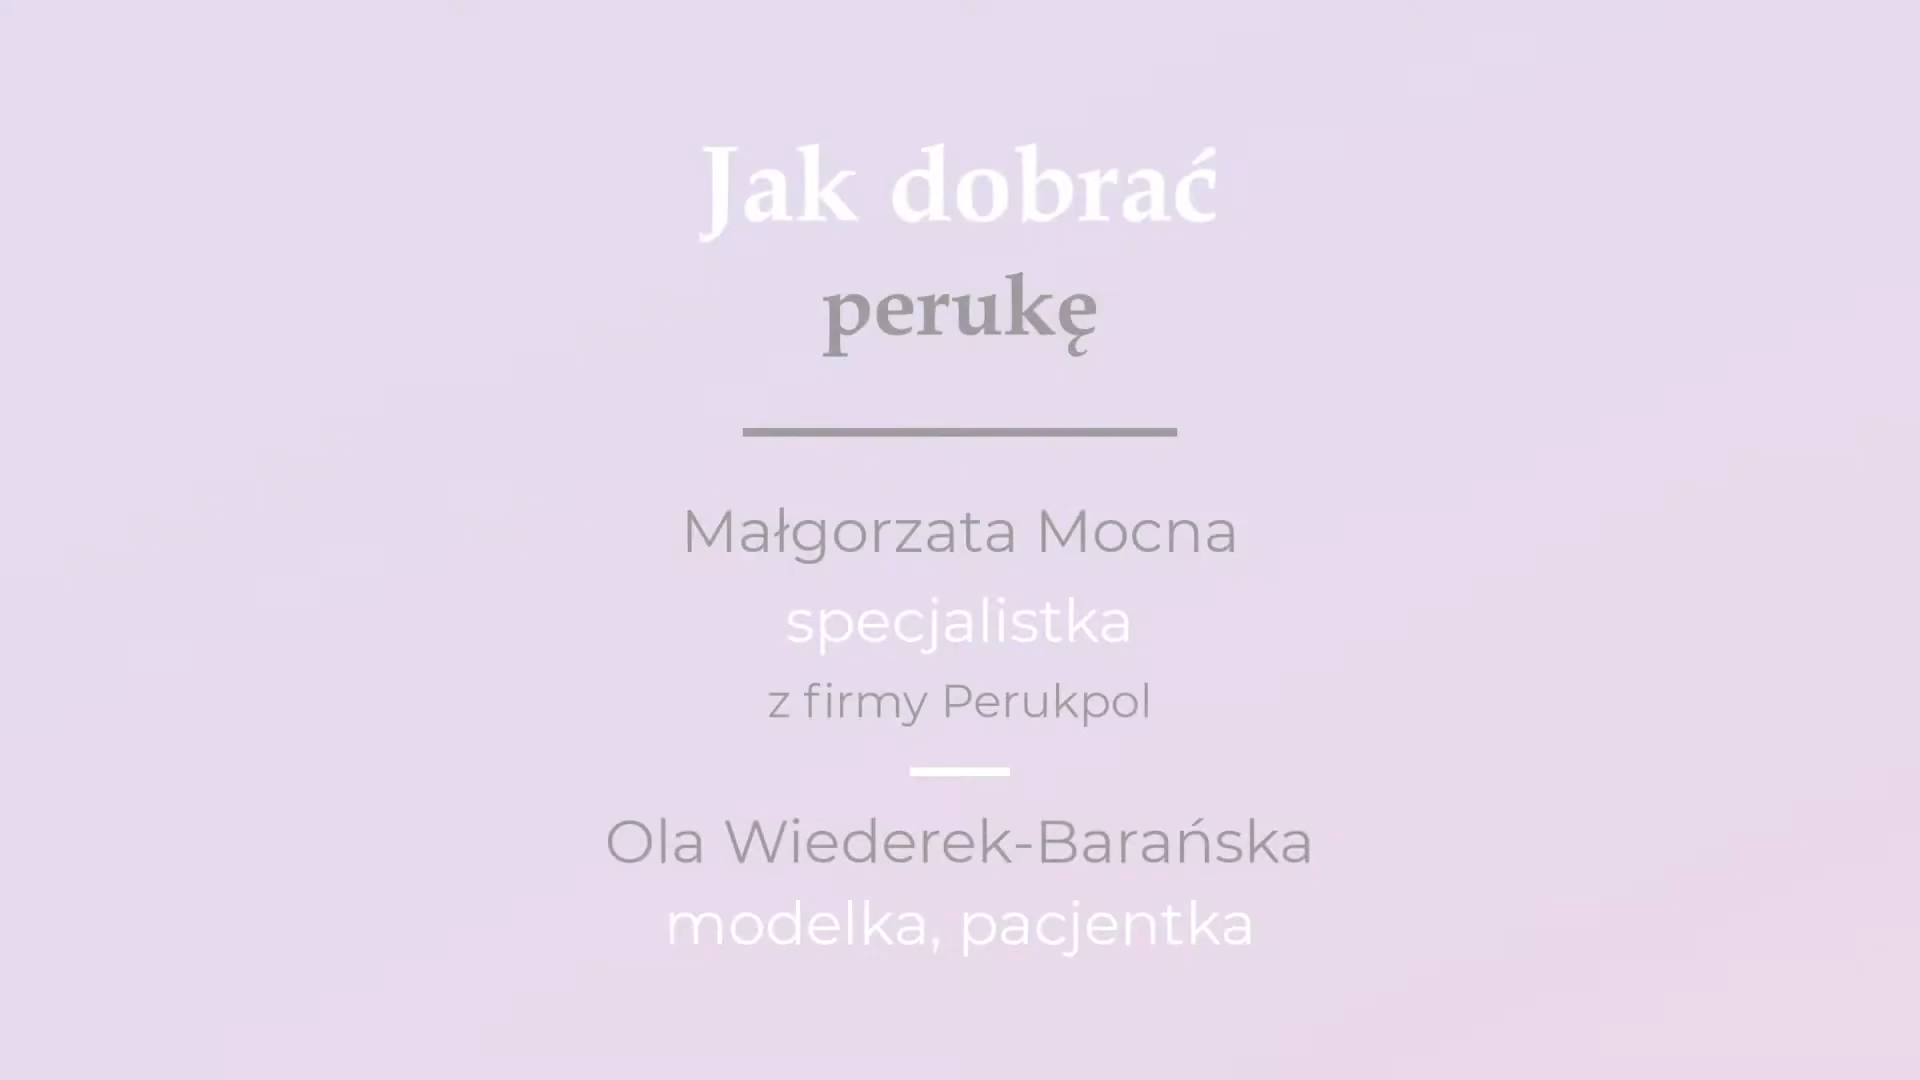 Jak dobrać
perukę
Małgorzata Mocna
specjalistka
z firmy Perukpol
Ola Wiederek-Barańska
modelka, pacjentka